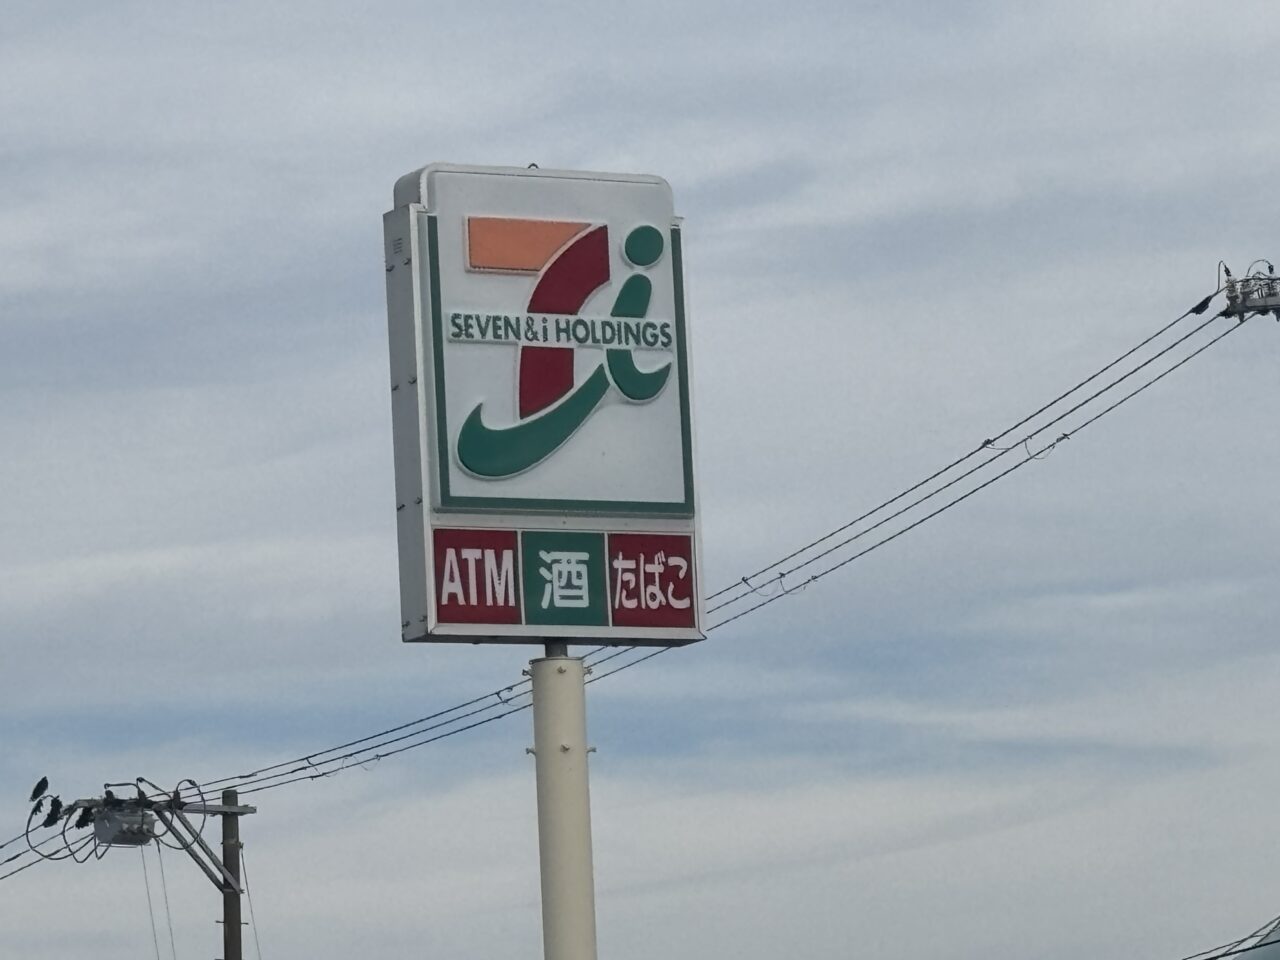 SEVEN & i HOLDINGS
ATM 酒 たばこ